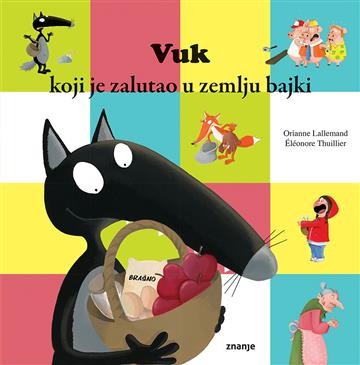 Vuk
koji je zalutao u zemlju bajki
Orianne Lallemand
Éléonore Thuillier
BRAŠNO
znanje